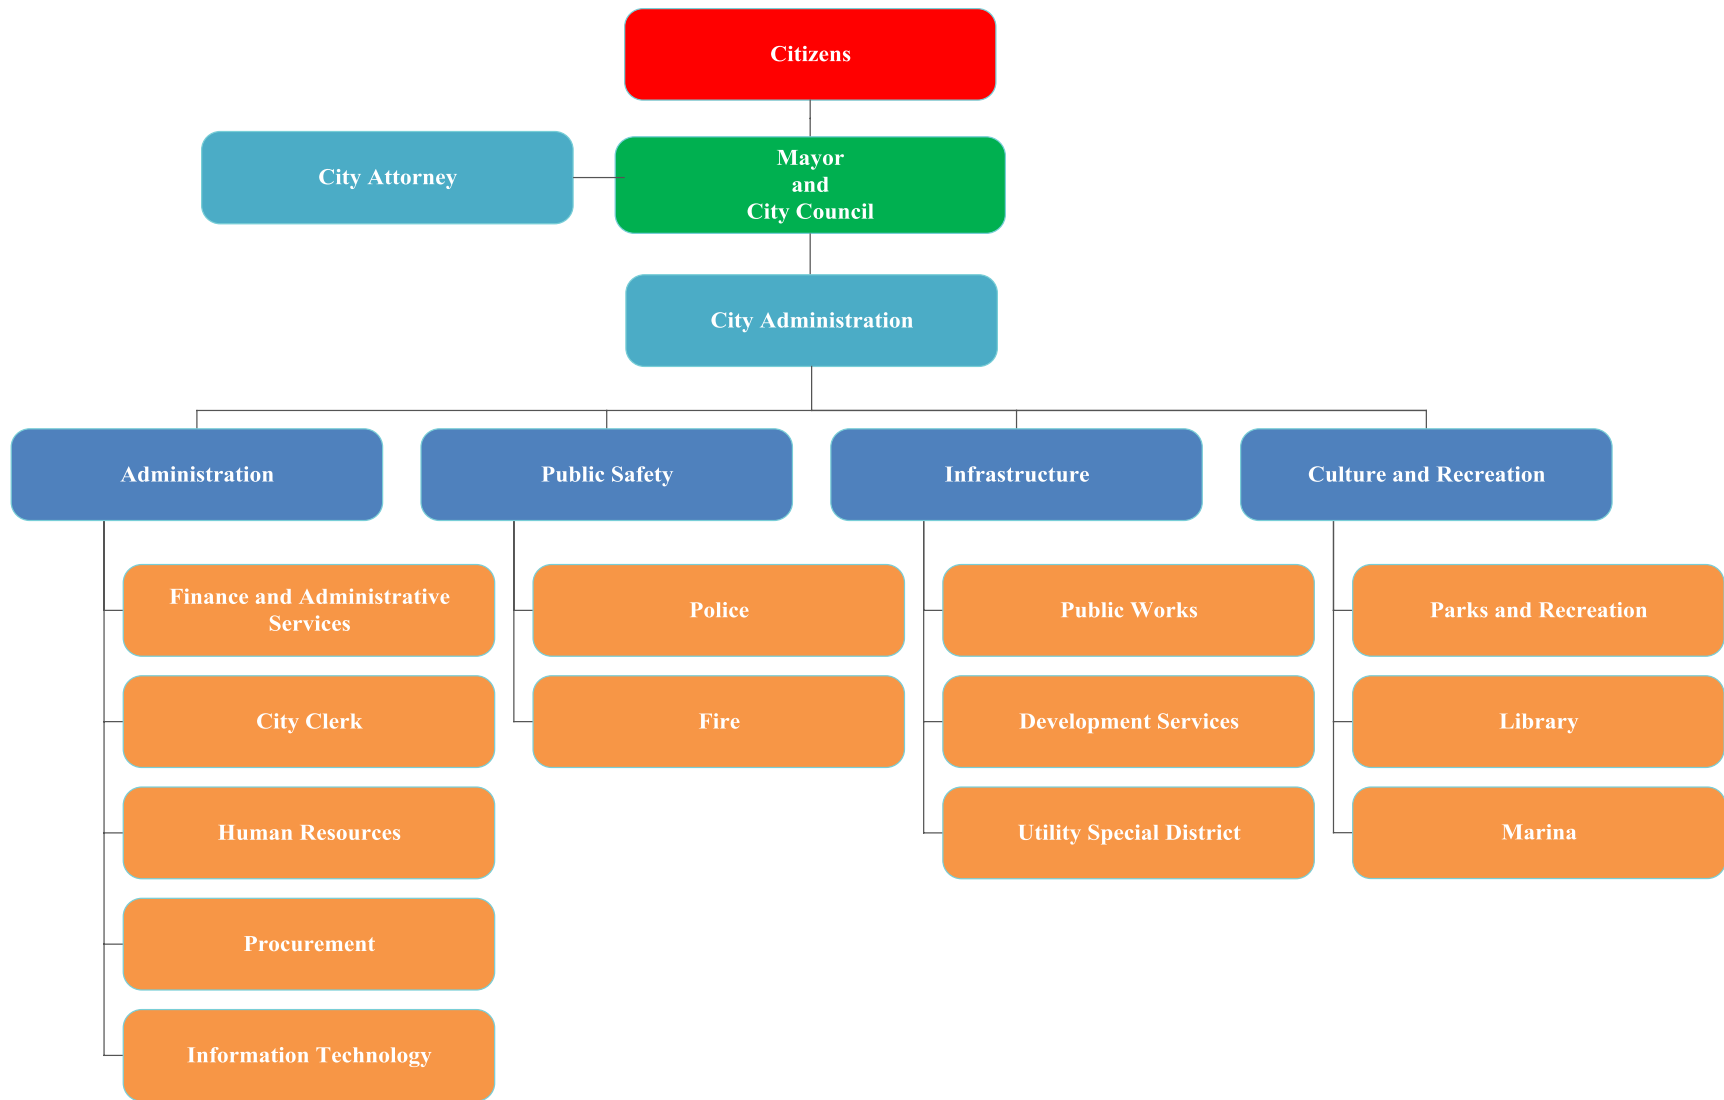 Citizens
City Attorney
Mayor
and
City Council
City Administration
Administration
Public Safety
Infrastructure
Culture and Recreation
Finance and Administrative
Services
City Clerk
Human Resources
Procurement
Information Technology
Police
Fire
Public Works
Development Services
Utility Special District
Parks and Recreation
Library
Marina